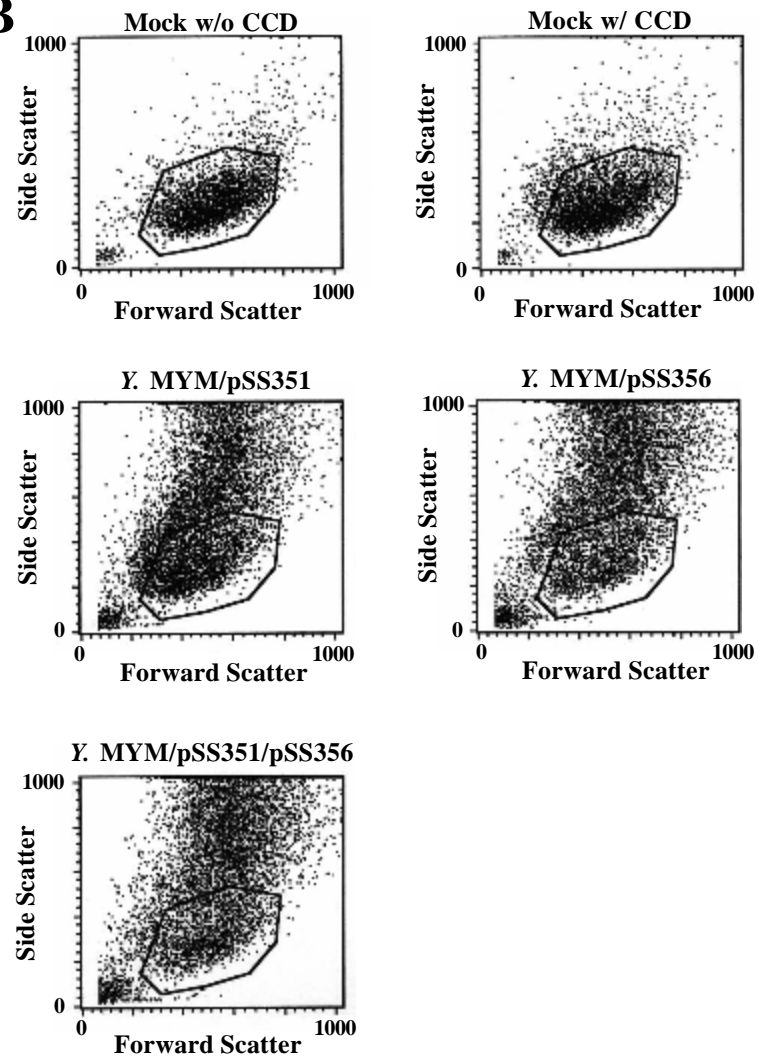 B
Mock w/o CCD
Mock w/ CCD
1000
Side Scatter
0
0
1000
Forward Scatter
1000
Side Scatter
0
0
1000
Forward Scatter
Y. MYM/pSS351
Y. MYM/pSS356
1000
Side Scatter
0
0
1000
Forward Scatter
1000
Side Scatter
0
0
1000
Forward Scatter
Y. MYM/pSS351/pSS356
1000
Side Scatter
0
0
1000
Forward Scatter